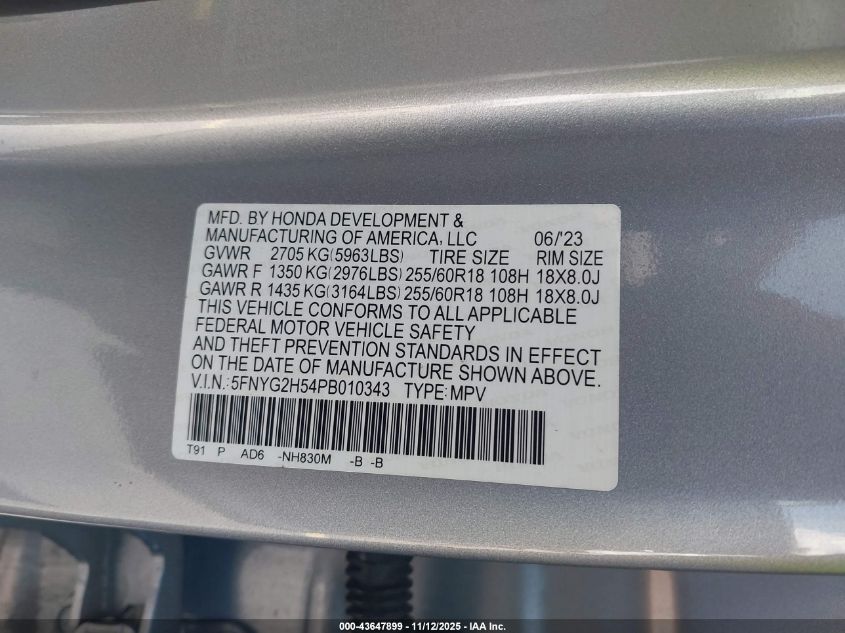 MFD. BY HONDA DEVELOPMENT &
MANUFACTURING OF AMERICA, LLC 06/'23
GVWR 2705 KG(5963LBS) TIRE SIZE RIM SIZE
GAWR F 1350 KG(2976LBS) 255/60R18 108H 18X8.0J
GAWR R 1435 KG(3164LBS) 255/60R18 108H 18X8.0J
THIS VEHICLE CONFORMS TO ALL APPLICABLE
FEDERAL MOTOR VEHICLE SAFETY
AND THEFT PREVENTION STANDARDS IN EFFECT
ON THE DATE OF MANUFACTURE SHOWN ABOVE.
V.I.N.:5FNYG2H54PB010343 TYPE:MPV
T91 P AD6 -NH830M -B -B
000-43647899 - 11/12/2025 - IAA Inc.